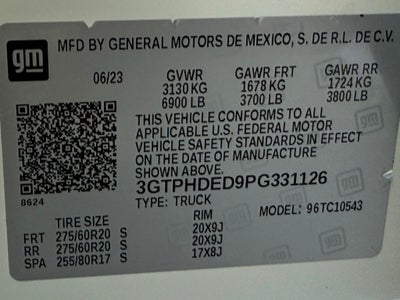 gm
MFD BY GENERAL MOTORS DE MEXICO, S. DE R.L. DE C.V.
06/23 GVWR GAWR FRT GAWR RR
3130 KG 1678 KG 1724 KG
6900 LB 3700 LB 3800 LB
THIS VEHICLE CONFORMS TO ALL
APPLICABLE U.S. FEDERAL MOTOR
VEHICLE SAFETY STANDARDS IN EFFECT
ON THE DATE OF MANUFACTURE
SHOWN ABOVE.
3GTPHDED9PG331126
8624
TYPE: TRUCK MODEL: 96TC10543
TIRE SIZE RIM
FRT 275/60R20 S 20X9J
RR 275/60R20 S 20X9J
SPA 255/80R17 S 17X8J